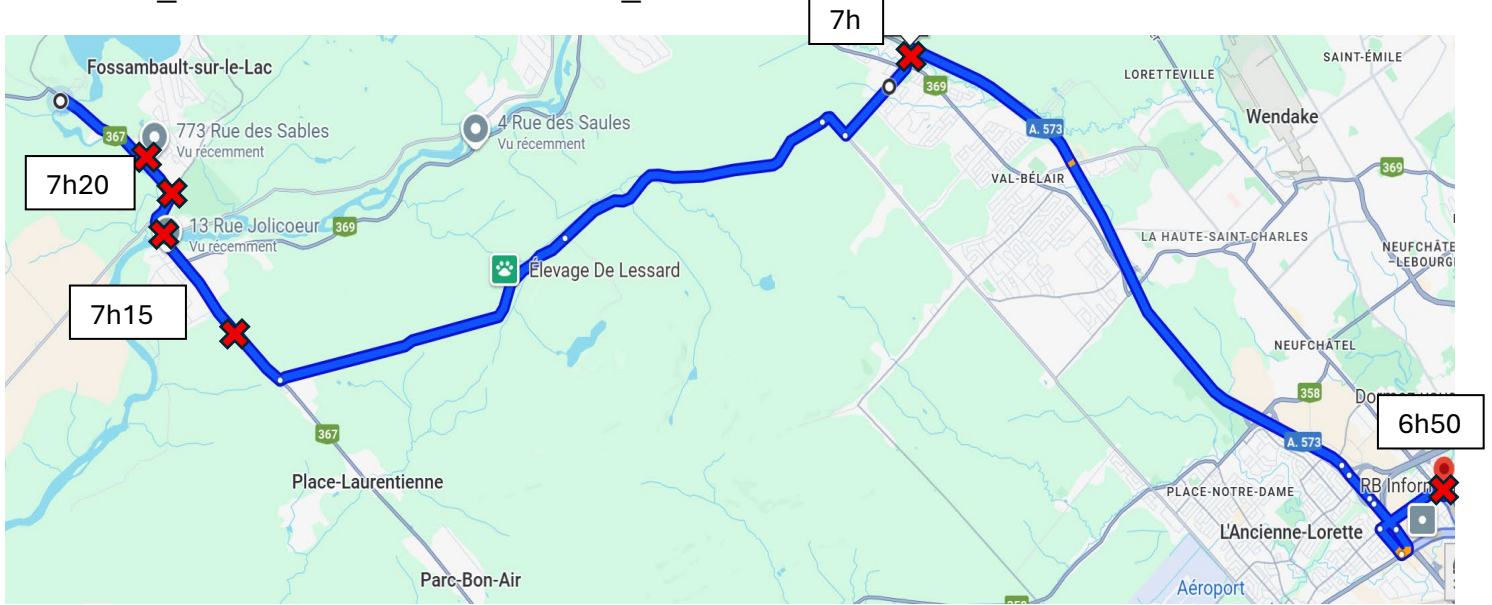 7h
Fossambault-sur-le-Lac
SAINT-ÉMILE
LORETTEVILLE
369
Wendake
367
773 Rue des Sables
Vu récemment
4 Rue des Saules
Vu récemment
A. 573
369
VAL-BÉLAIR
7h20
13 Rue Jolicoeur
Vu récemment
369
LA HAUTE-SAINT-CHARLES
NEUFCHÂTE
-LEBOURG
Élevage De Lessard
7h15
NEUFCHÂTEL
358
6h50
367
A. 573
Place-Laurentienne
PLACE-NOTRE-DAME
RB Inform
L'Ancienne-Lorette
Parc-Bon-Air
Aéroport